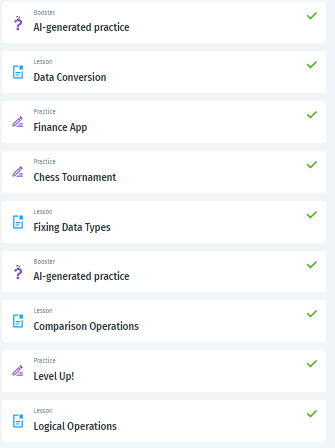 Booster
AI-generated practice
Lesson
Data Conversion
Practice
Finance App
Practice
Chess Tournament
Lesson
Fixing Data Types
Booster
AI-generated practice
Lesson
Comparison Operations
Practice
Level Up!
Lesson
Logical Operations